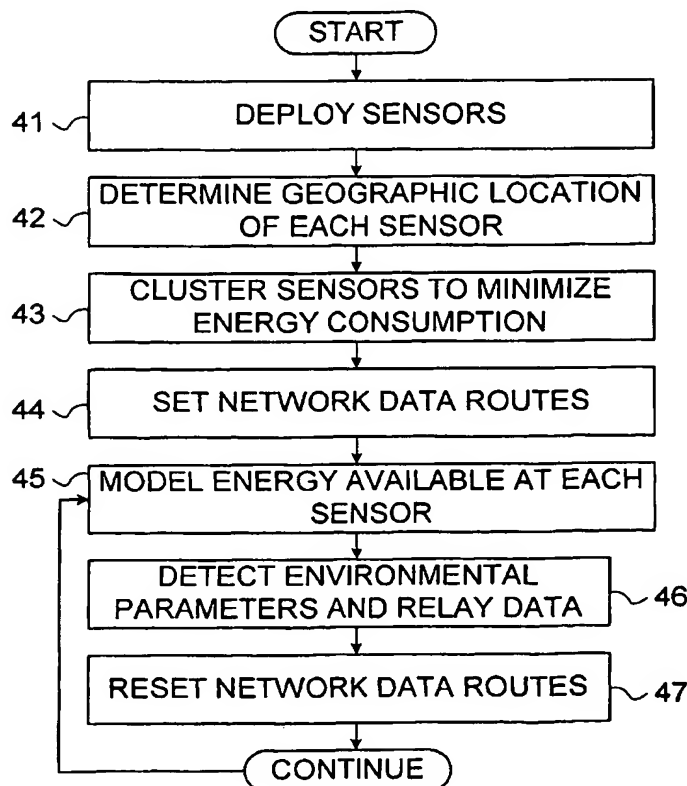 START
41
DEPLOY SENSORS
42
DETERMINE GEOGRAPHIC LOCATION
OF EACH SENSOR
43
CLUSTER SENSORS TO MINIMIZE
ENERGY CONSUMPTION
44
SET NETWORK DATA ROUTES
45
MODEL ENERGY AVAILABLE AT EACH
SENSOR
DETECT ENVIRONMENTAL
PARAMETERS AND RELAY DATA
46
RESET NETWORK DATA ROUTES
47
CONTINUE